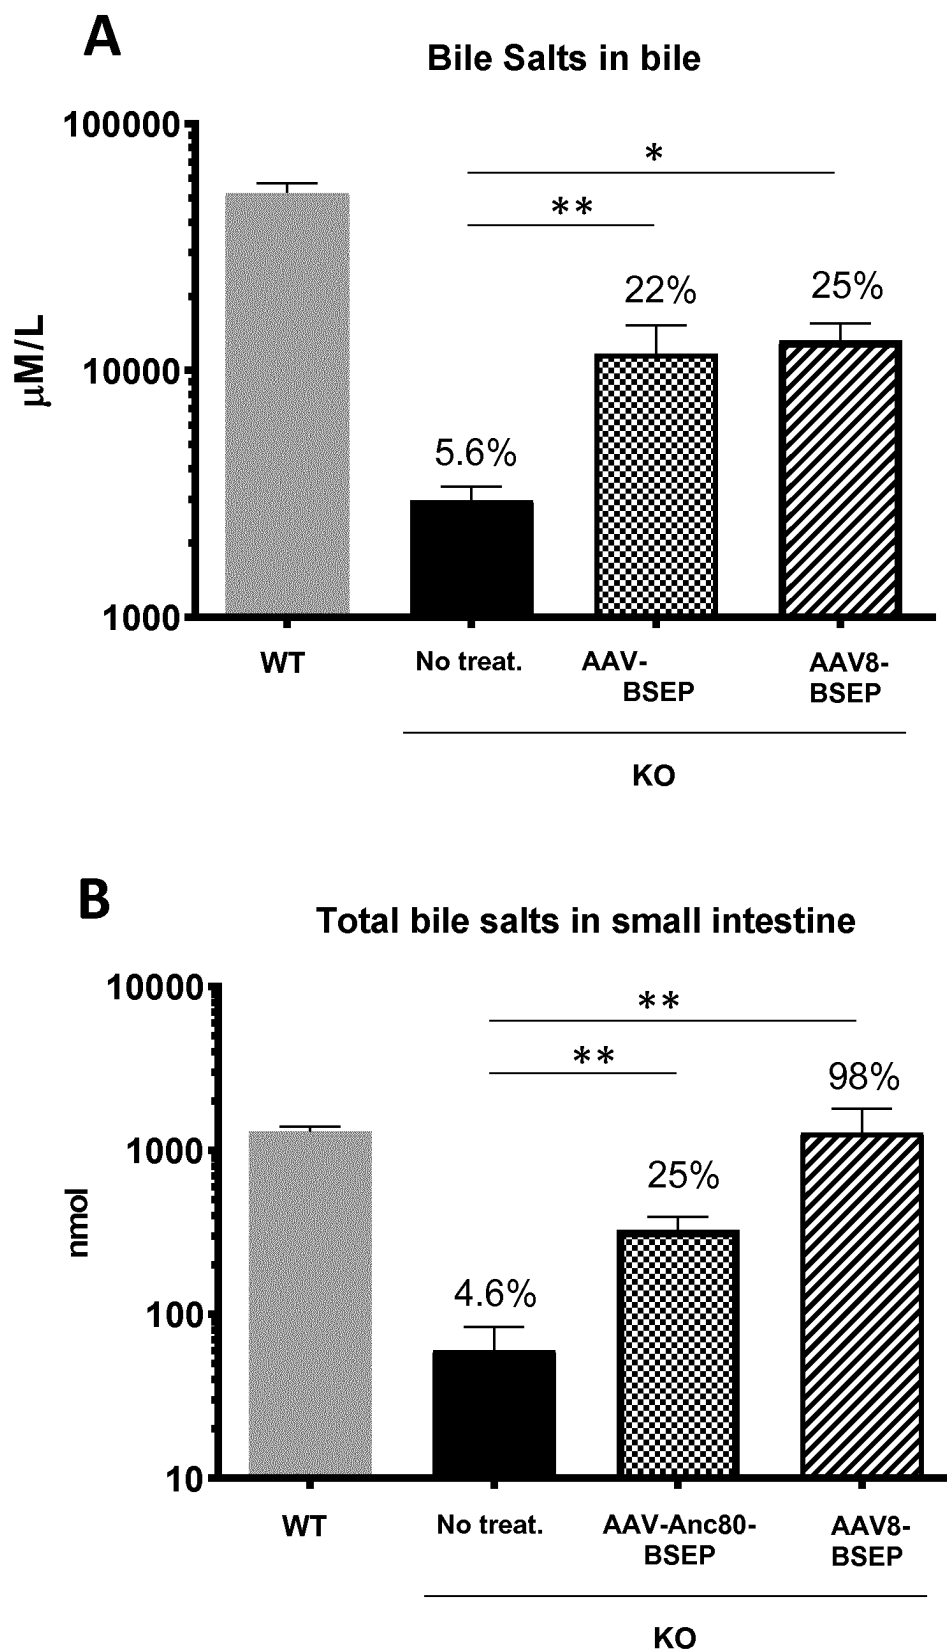 A
Bile Salts in bile
100000
*
**
25%
22%
μM/L
10000
5.6%
1000
WT
No treat.
AAV-
BSEP
AAV8-
BSEP
KO
B
Total bile salts in small intestine
10000
**
**
98%
1000
25%
nmol
4.6%
100
10
WT
No treat.
AAV-Anc80-
BSEP
AAV8-
BSEP
KO